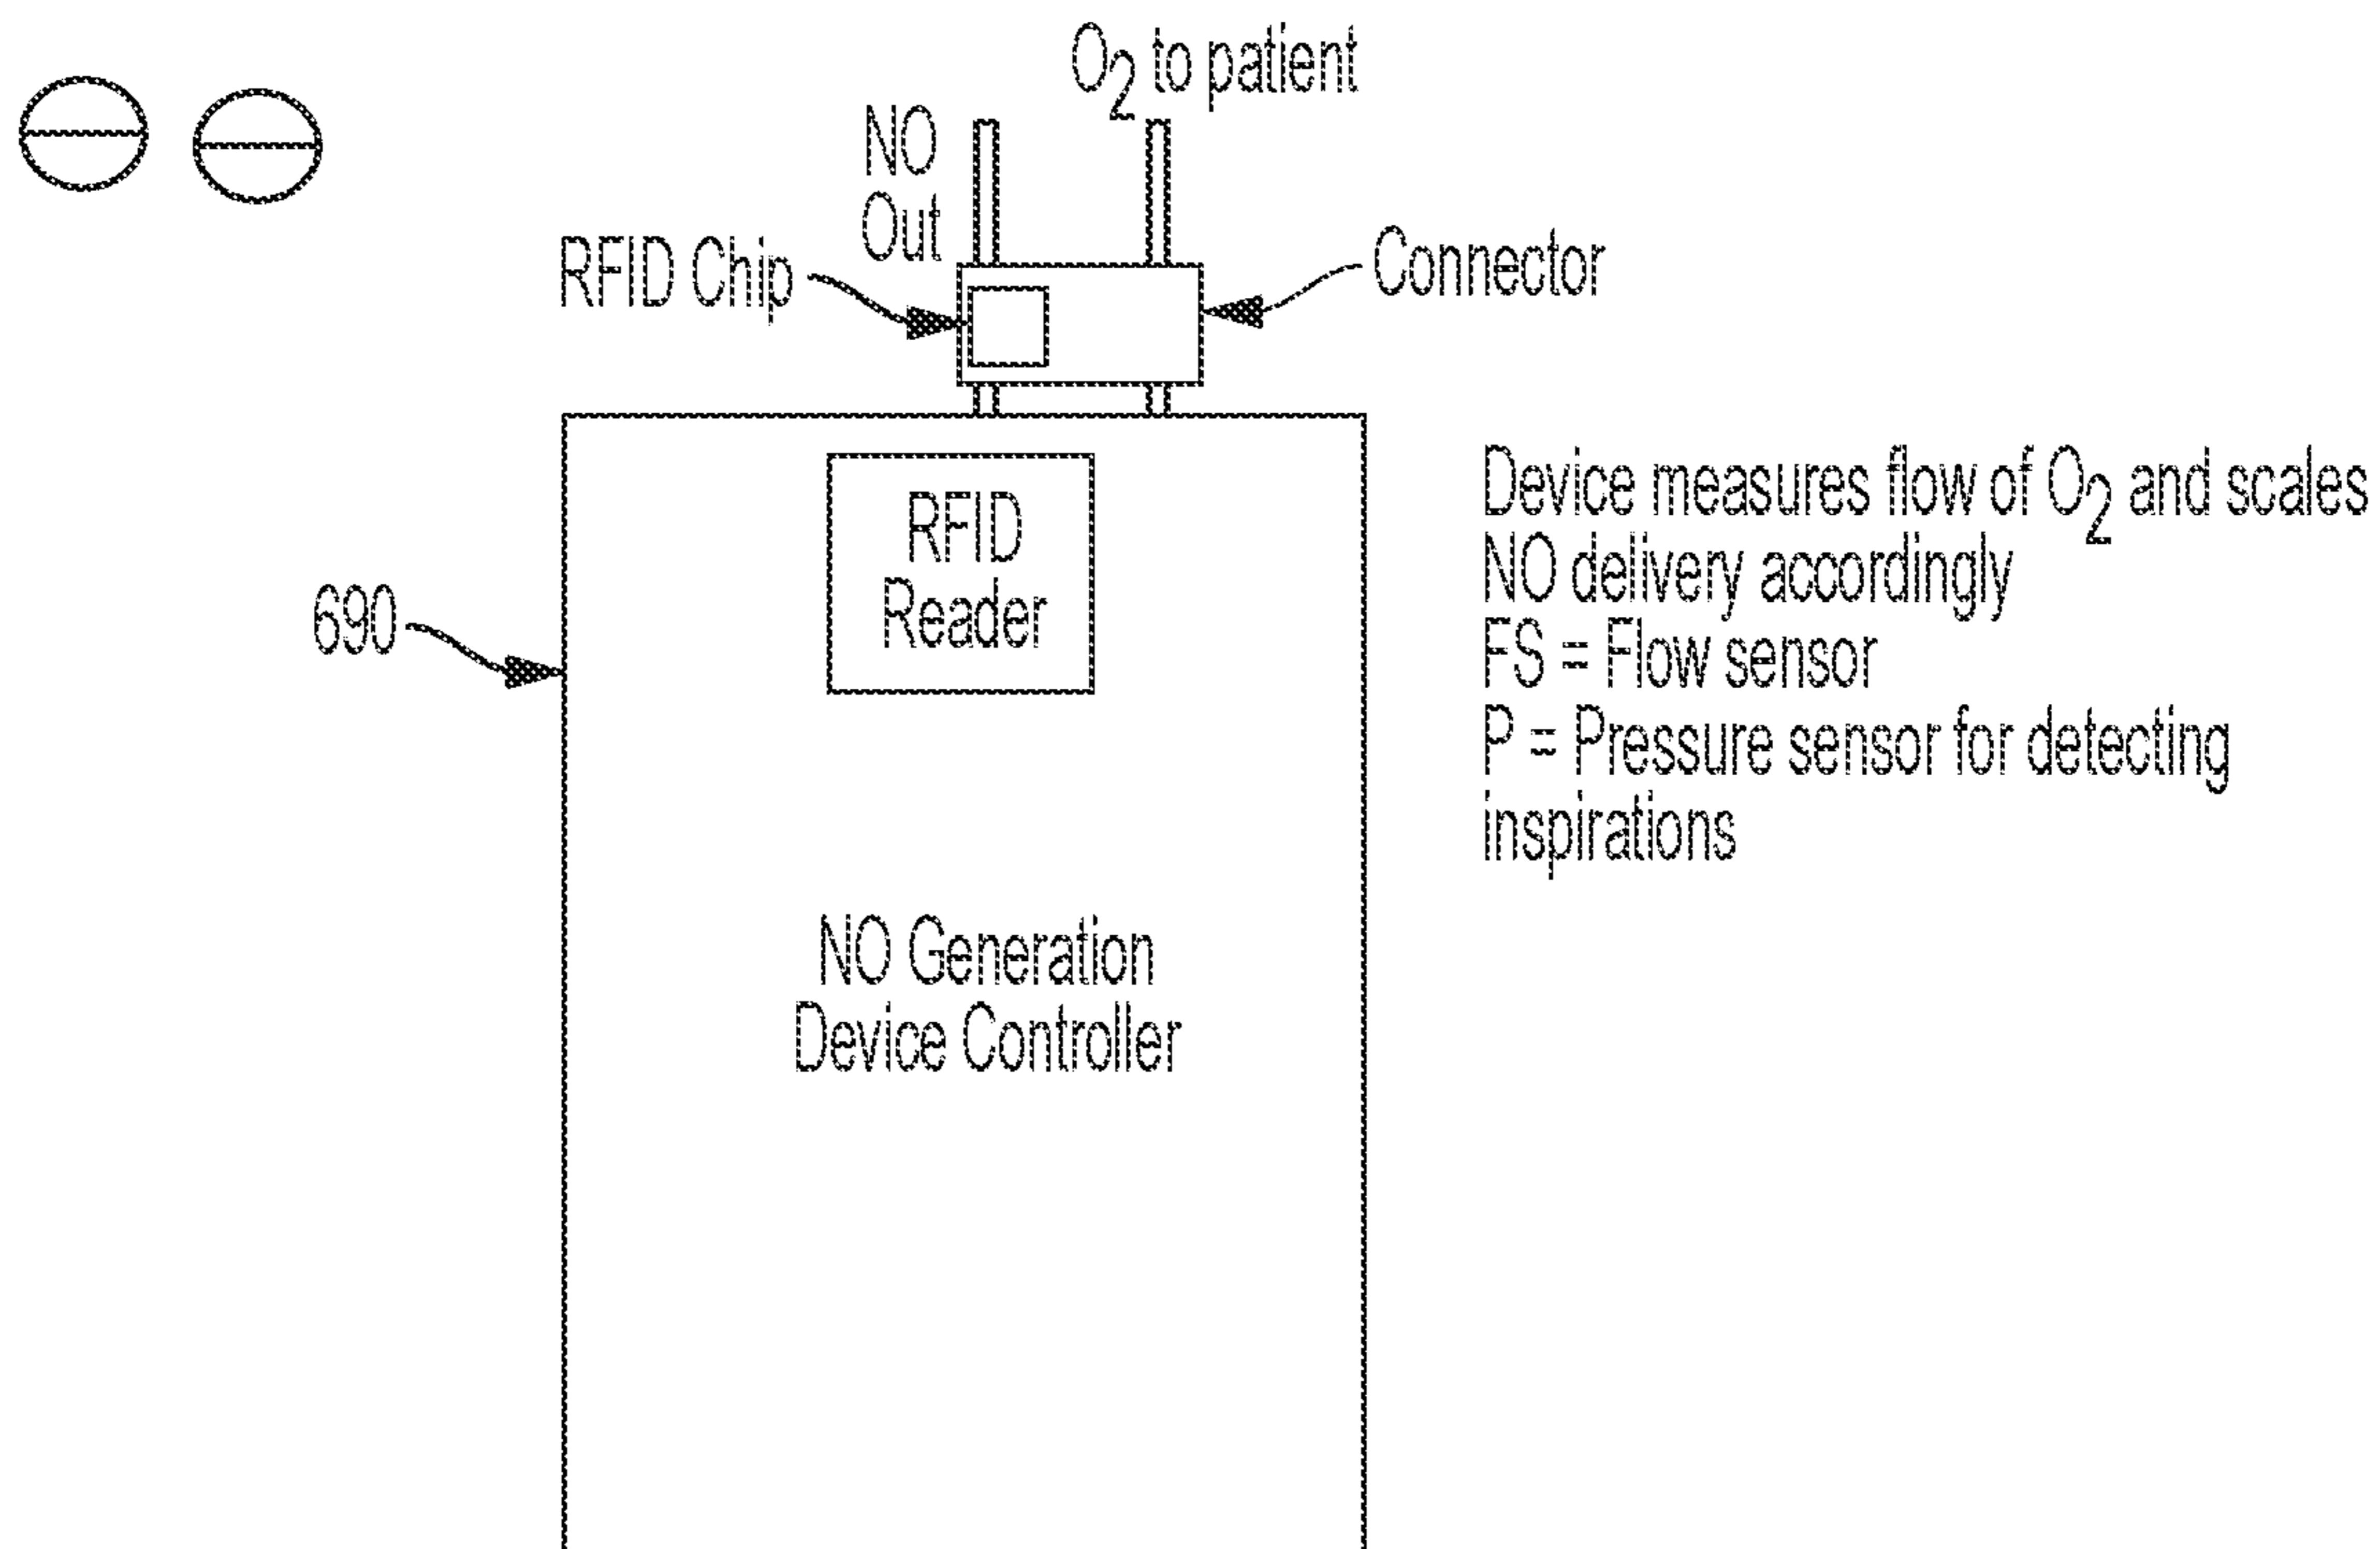 O2 to patient
NO
Out
RFID Chip
Connector
RFID
Reader
690
Device measures flow of O2 and scales
NO delivery accordingly
FS = Flow sensor
P = Pressure sensor for detecting
inspirations
NO Generation
Device Controller